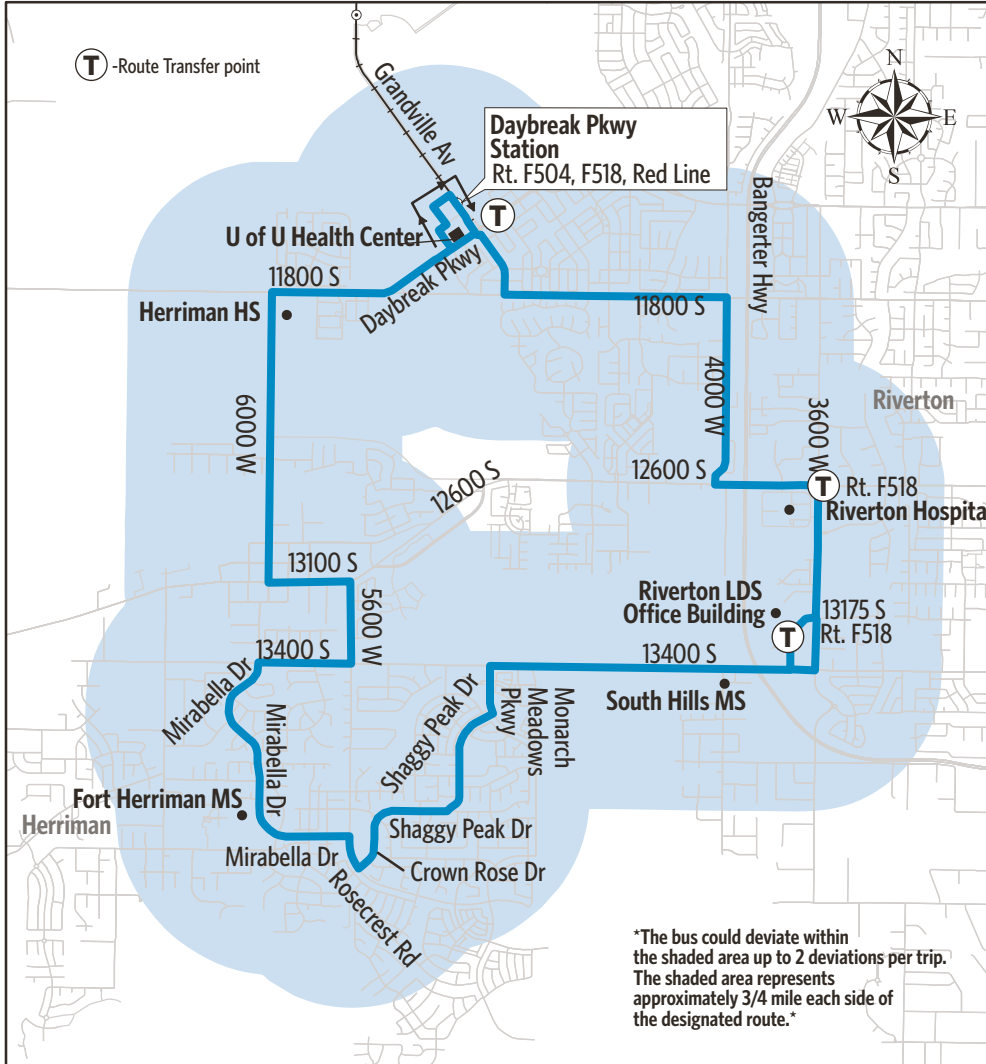 T -Route Transfer point
N
W
E
S
Grandville Av
Daybreak Pkwy
Station
Rt. F504, F518, Red Line
T
U of U Health Center
Bangerter Hwy
11800 S
Daybreak Pkwy
11800 S
Herriman HS
4000 W
6000 W
3600 W
Riverton
12600 S
12600 S
T Rt. F518
Riverton Hospita
13100 S
5600 W
Riverton LDS
Office Building
13175 S
T Rt. F518
13400 S
13400 S
Mirabella Dr
Mirabella Dr
South Hills MS
Shaggy Peak Dr
Monarch
Meadows
Pkwy
Fort Herriman MS
Herriman
Shaggy Peak Dr
Mirabella Dr
Crown Rose Dr
Rosecrest Rd
*The bus could deviate within
the shaded area up to 2 deviations per trip.
The shaded area represents
approximately 3/4 mile each side of
the designated route.*